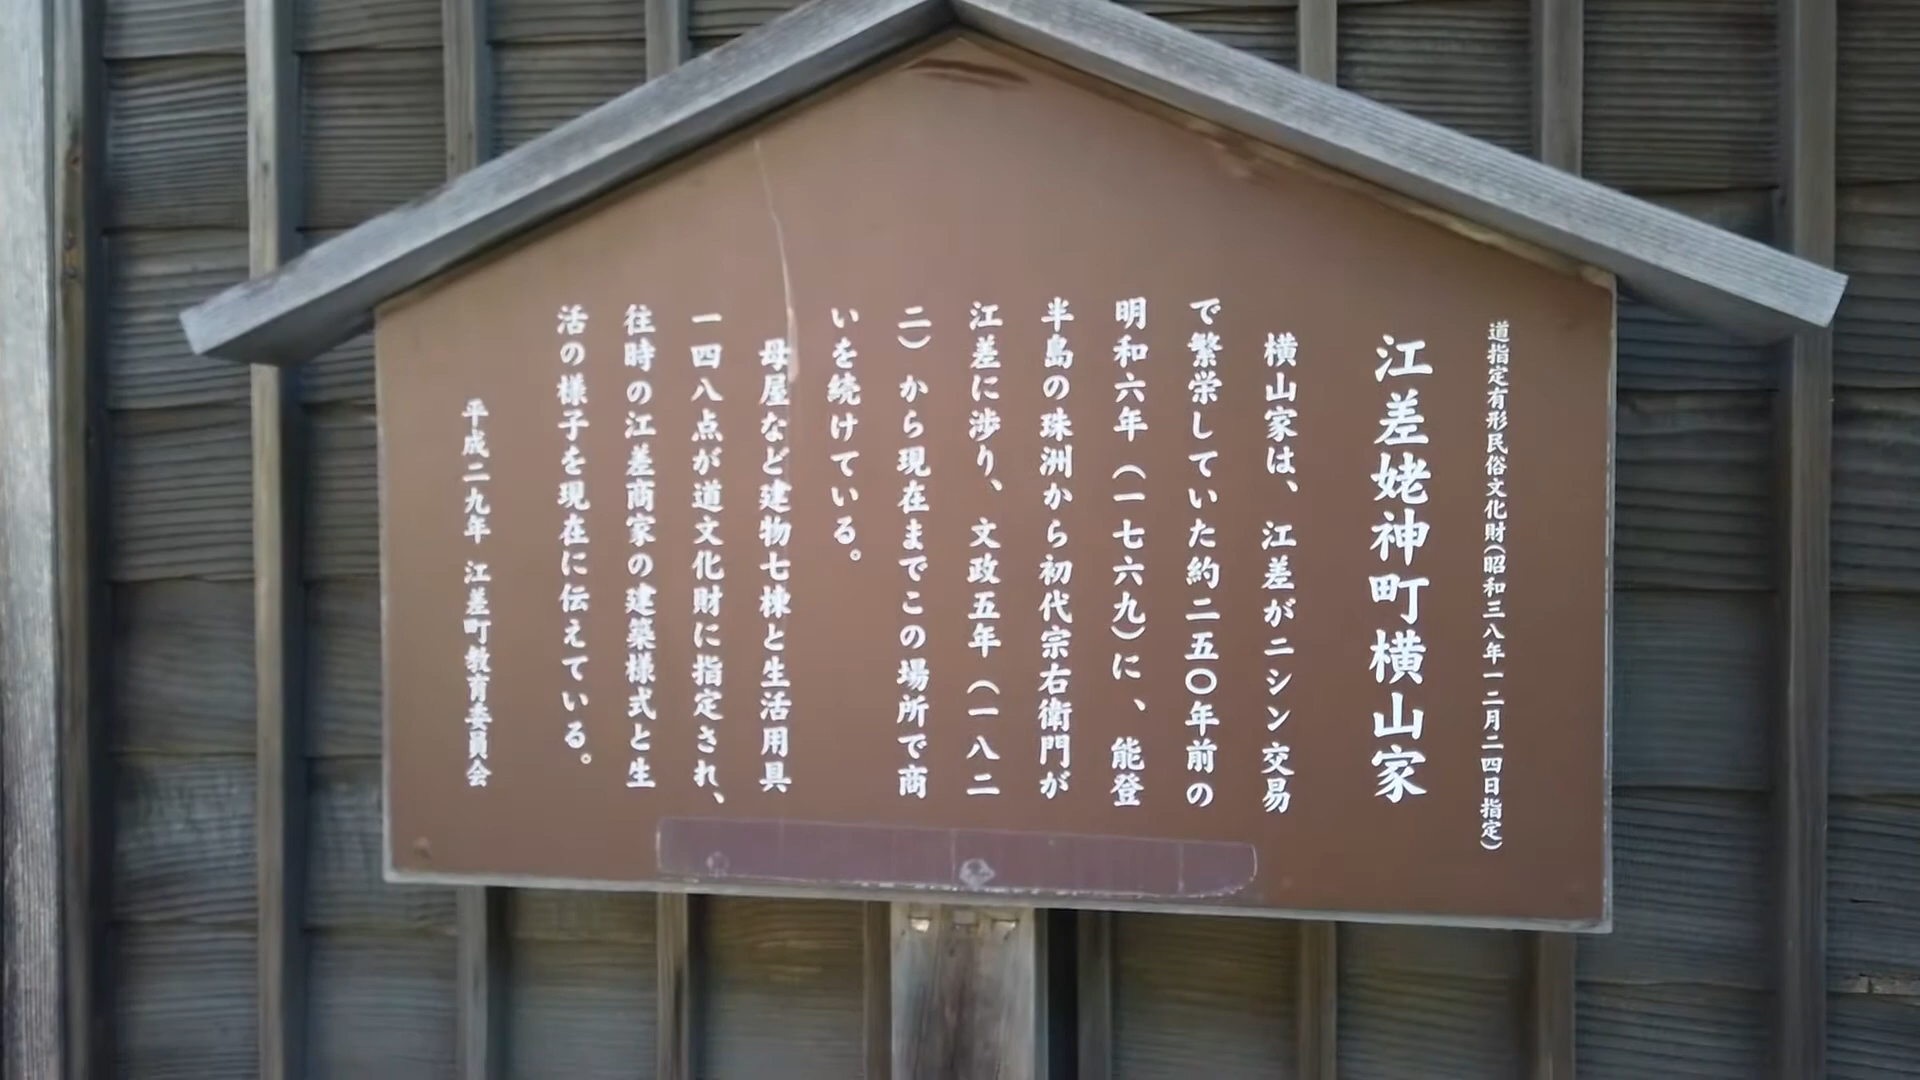 道指定有形民俗文化財(昭和三八年一二月二四日指定)
江差姥神町横山家
横山家は、江差がニシン交易
で繁栄していた約二五〇年前の
明和六年(一七六九)に、能登
半島の珠洲から初代宗右衛門が
江差に渉り、文政五年(一八二
二)から現在までこの場所で商
いを続けている。
母屋など建物七棟と生活用具
一四八点が道文化財に指定され、
往時の江差商家の建築様式と生
活の様子を現在に伝えている。
平成二九年 江差町教育委員会